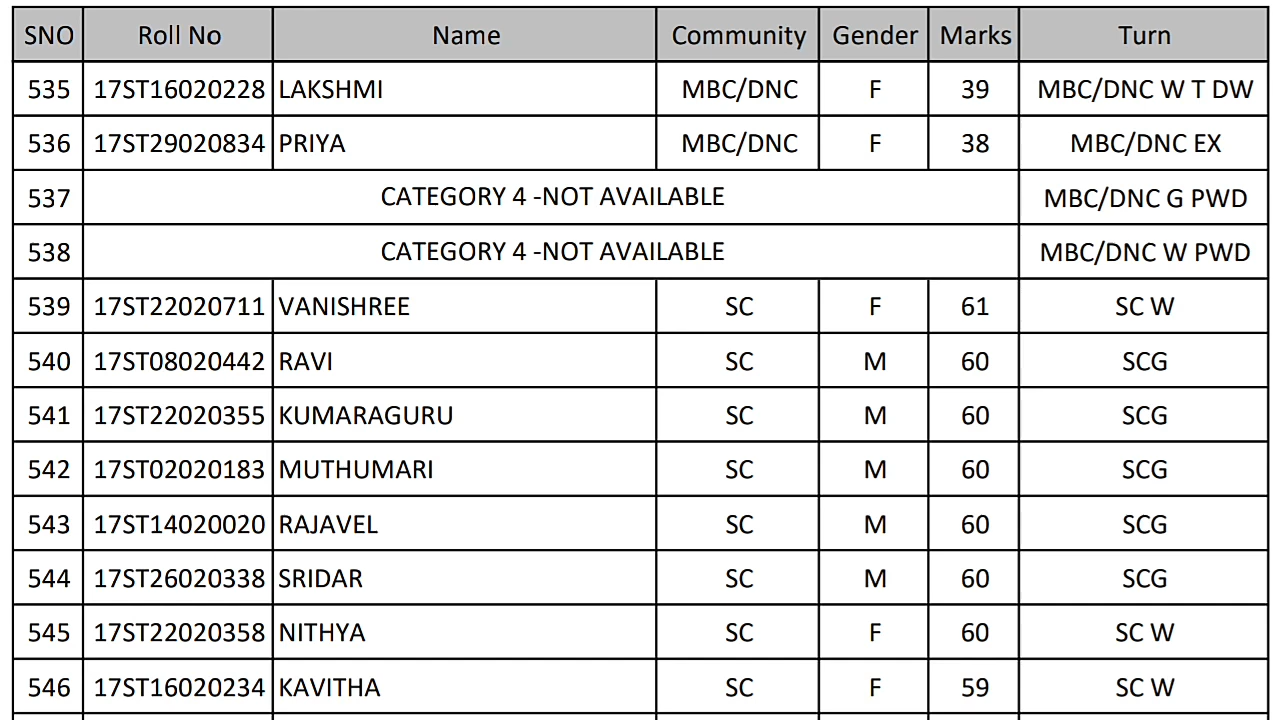 SNO Roll No Name Community Gender Marks Turn
535 17ST16020228 LAKSHMI MBC/DNC F 39 MBC/DNC W T DW
536 17ST29020834 PRIYA MBC/DNC F 38 MBC/DNC EX
537 CATEGORY 4 -NOT AVAILABLE MBC/DNC G PWD
538 CATEGORY 4 -NOT AVAILABLE MBC/DNC W PWD
539 17ST22020711 VANISHREE SC F 61 SC W
540 17ST08020442 RAVI SC M 60 SCG
541 17ST22020355 KUMARAGURU SC M 60 SCG
542 17ST02020183 MUTHUMARI SC M 60 SCG
543 17ST14020020 RAJAVEL SC M 60 SCG
544 17ST26020338 SRIDAR SC M 60 SCG
545 17ST22020358 NITHYA SC F 60 SC W
546 17ST16020234 KAVITHA SC F 59 SC W